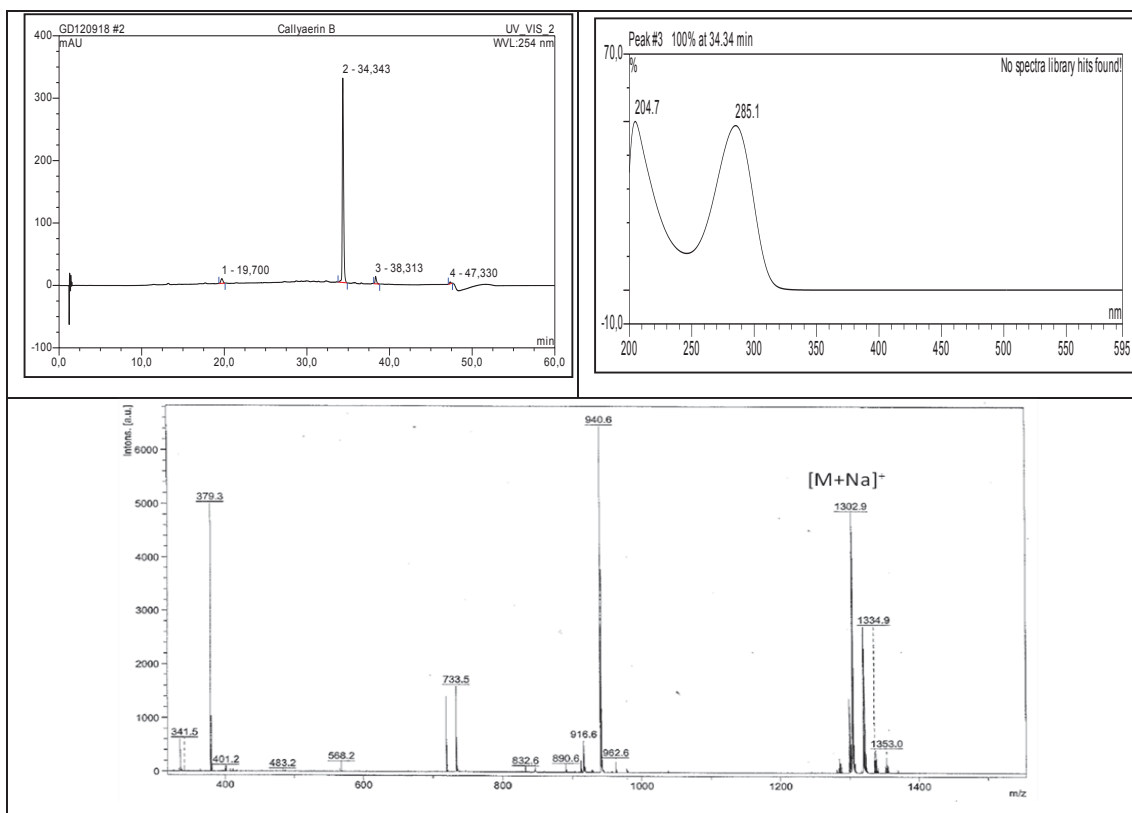 GD120918 #2 Callyaerin B UV_VIS_2
400
mAU
WVL:254 nm
2 - 34,343
300
200
100
1 - 19,700
3 - 38,313
4 - 47,330
0
-100
min
0,0 10,0 20,0 30,0 40,0 50,0 60,0
Peak #3 100% at 34.34 min
70,0
%
No spectra library hits found!
204.7
285.1
-10,0
nm
200 250 300 350 400 450 500 550 595
Intens. [a.u.]
940.6
6000
[M+Na]⁺
1302.9
5000
379.3
4000
3000
1334.9
2000
733.5
1000
341.5
916.6
1353.0
401.2
483.2
568.2
832.6
890.6
962.6
0
400 600 800 1000 1200 1400
m/z